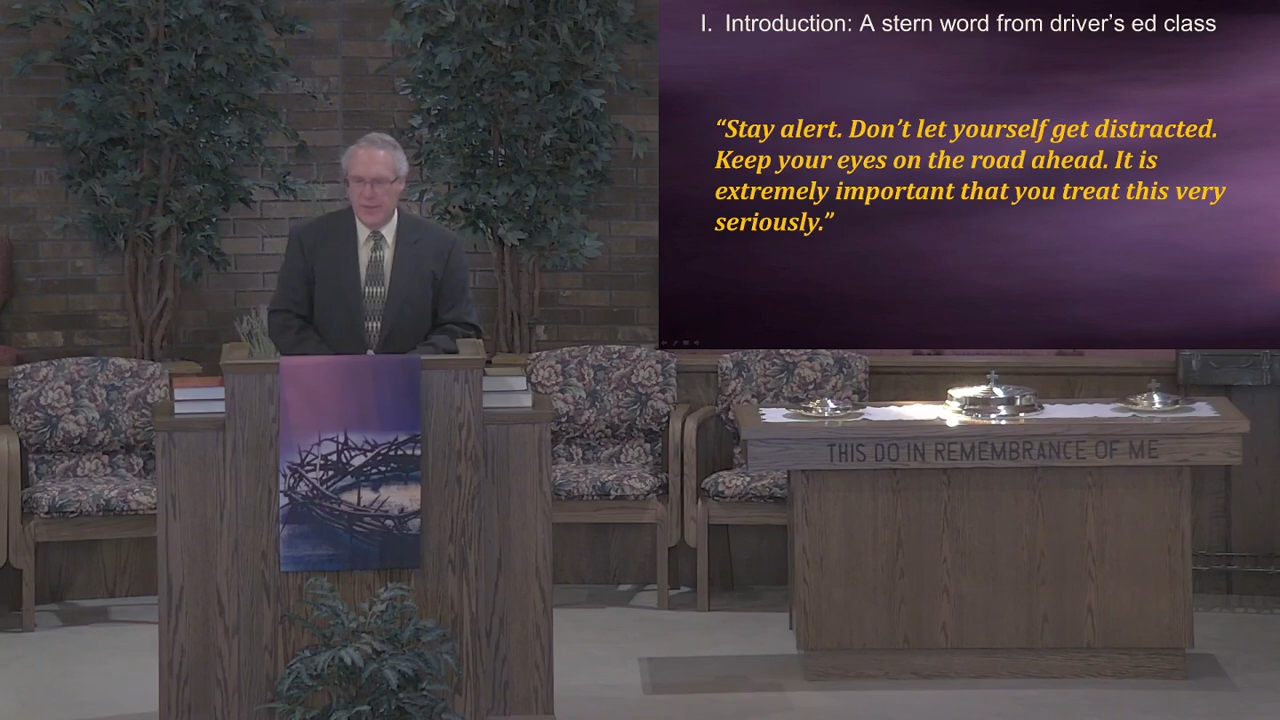 I. Introduction: A stern word from driver’s ed class
“Stay alert. Don’t let yourself get distracted.
Keep your eyes on the road ahead. It is
extremely important that you treat this very
seriously.”
THIS DO IN REMEMBRANCE OF ME